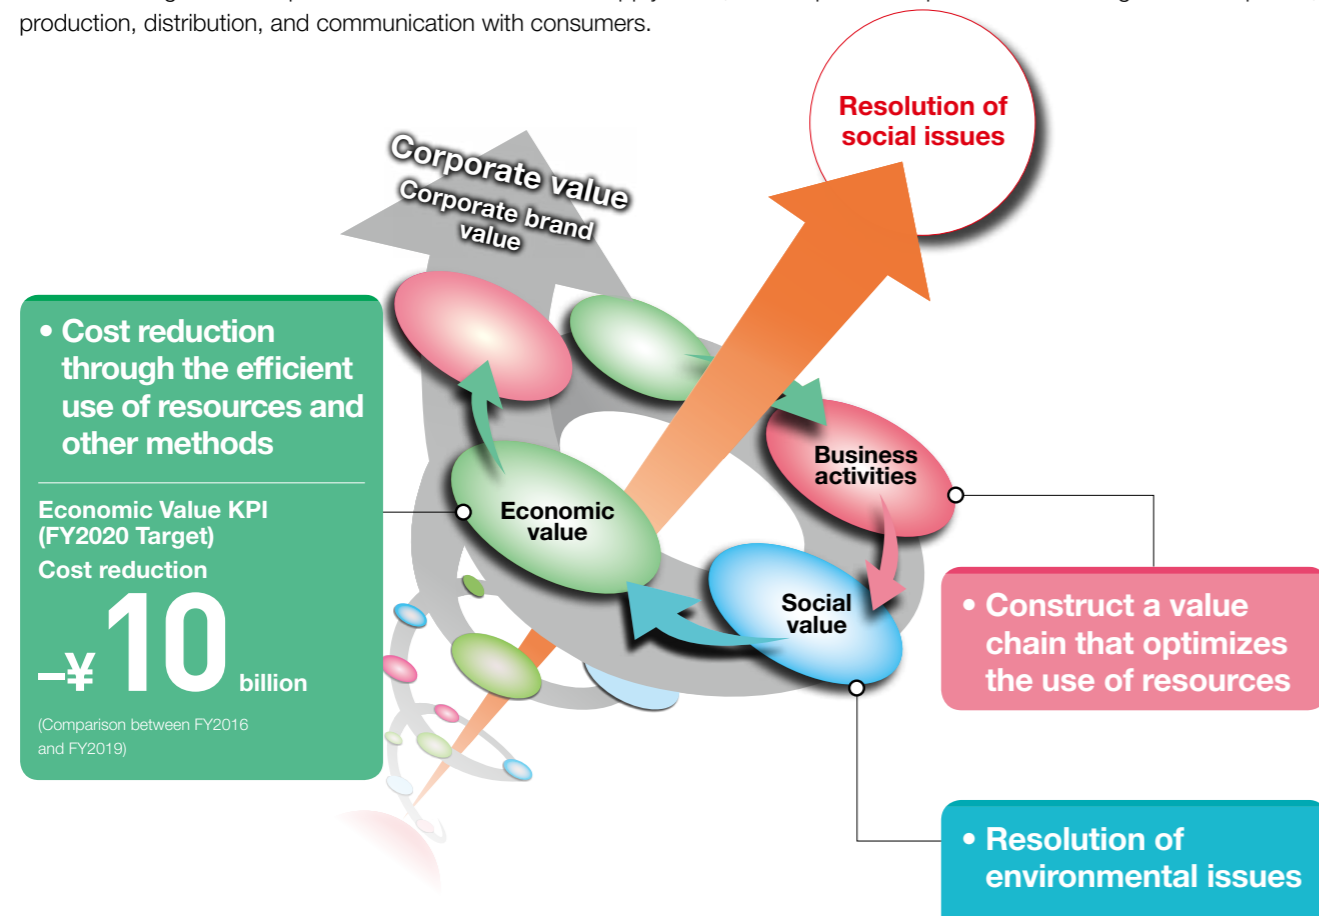 production, distribution, and communication with consumers.
Resolution of
social issues
Corporate value
Corporate brand
value
• Cost reduction
through the efficient
use of resources and
other methods
Economic Value KPI
(FY2020 Target)
Cost reduction
–¥10 billion
(Comparison between FY2016
and FY2019)
Economic
value
Business
activities
Social
value
• Construct a value
chain that optimizes
the use of resources
• Resolution of
environmental issues